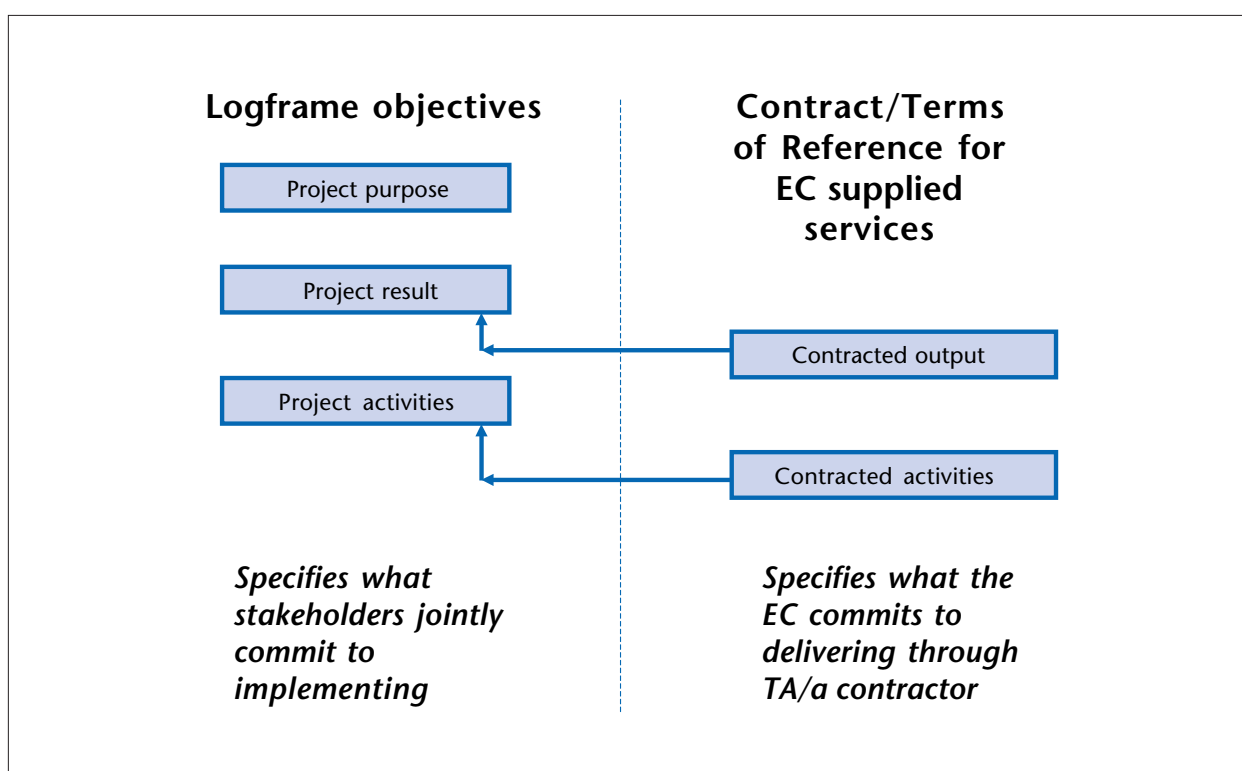 Logframe objectives
Project purpose
Project result
Project activities
Specifies what
stakeholders jointly
commit to
implementing
Contract/Terms
of Reference for
EC supplied
services
Contracted output
Contracted activities
Specifies what the
EC commits to
delivering through
TA/a contractor